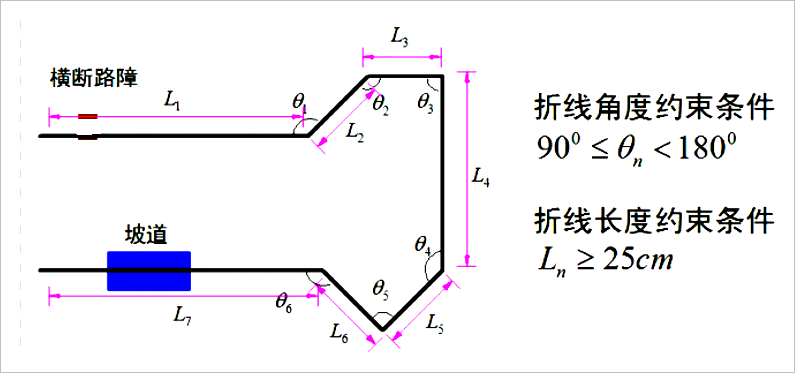 横断路障
L₁
θ₁
L₂
θ₂
L₃
θ₃
L₄
坡道
θ₄
θ₅
θ₆
L₅
L₆
L₇
折线角度约束条件
90⁰ ≤ θₙ < 180⁰
折线长度约束条件
Lₙ ≥ 25cm